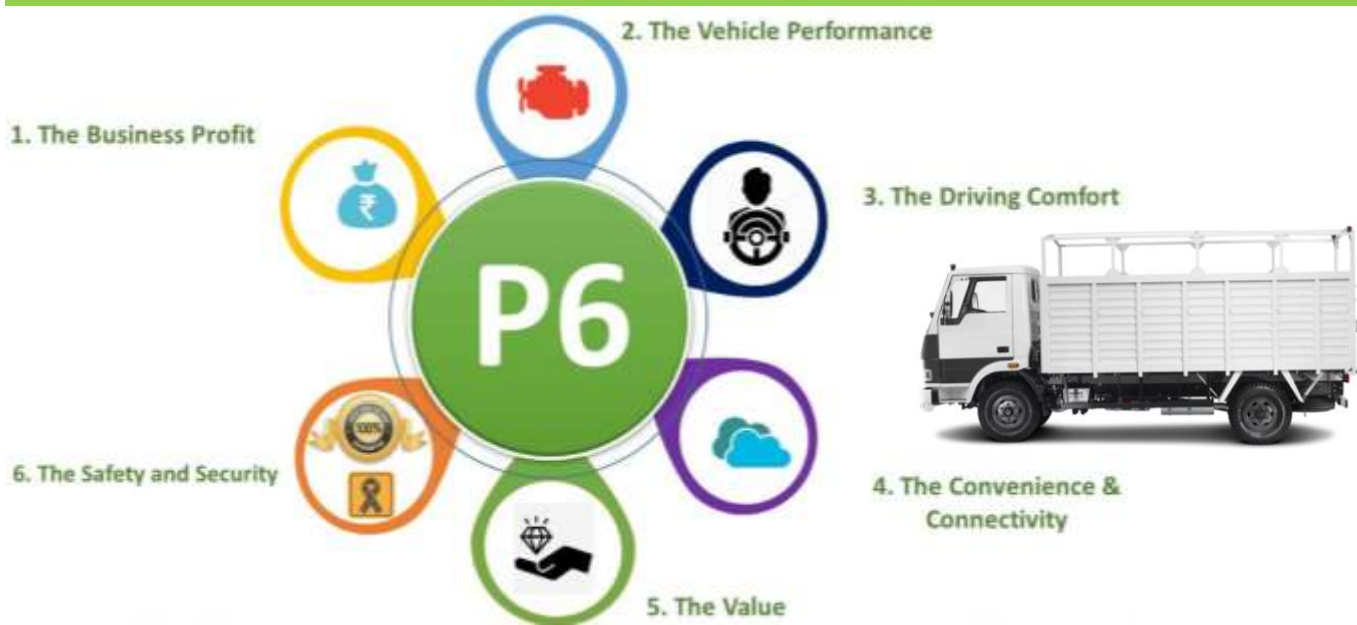 2. The Vehicle Performance
1. The Business Profit
₹
3. The Driving Comfort
P6
100%
6. The Safety and Security
4. The Convenience &
Connectivity
5. The Value